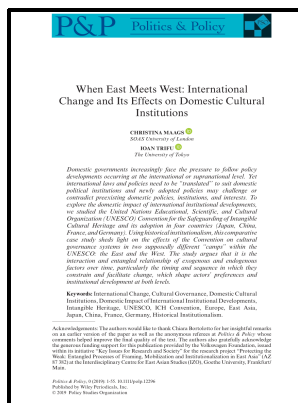 P&P Politics & Policy
When East Meets West: International
Change and Its Effects on Domestic Cultural
Institutions
CHRISTINA MAAGS
SOAS University of London
IOAN TRIFU
The University of Tokyo
Domestic governments increasingly face the pressure to follow policy
developments occurring at the international or supranational level. Yet
international laws and policies need to be "translated" to suit domestic
political institutions and newly adopted policies may challenge or
contradict preexisting domestic policies, institutions, and interests. To
explore the domestic impact of international institutional developments,
we studied the United Nations Educational, Scientific, and Cultural
Organization (UNESCO) Convention for the Safeguarding of Intangible
Cultural Heritage and its adoption in four countries (Japan, China,
France, and Germany). Using historical institutionalism, this comparative
case study sheds light on the effects of the Convention on cultural
governance systems in two supposedly different "camps" within the
UNESCO: the East and the West. The study argues that it is the
interaction and entangled relationship of exogenous and endogenous
factors over time, particularly the timing and sequence in which they
constrain and facilitate change, which shape actors' preferences and
institutional development at both levels.
Keywords: International Change, Cultural Governance, Domestic Cultural
Institutions, Domestic Impact of International Institutional Developments,
Intangible Heritage, UNESCO, ICH Convention, Europe, East Asia,
Japan, China, France, Germany, Historical Institutionalism.
Acknowledgements: The authors would like to thank Chiara Bortolotto for her insightful remarks
on an earlier version of the paper as well as the anonymous referees at Politics & Policy whose
comments helped improve the final quality of the text. The authors also gratefully acknowledge
the generous funding support for this publication provided by the Volkswagen Foundation, issued
within its initiative "Key Issues for Research and Society" for the research project "Protecting the
Weak: Entangled Processes of Framing, Mobilization and Institutionalization in East Asia" (AZ
87 382) at the Interdisciplinary Centre for East Asian Studies (IZO), Goethe University, Frankfurt/
Main.
Politics & Policy, 0 (2019): 1-35. 10.1111/polp.12296
Published by Wiley Periodicals, Inc.
© 2019 Policy Studies Organization